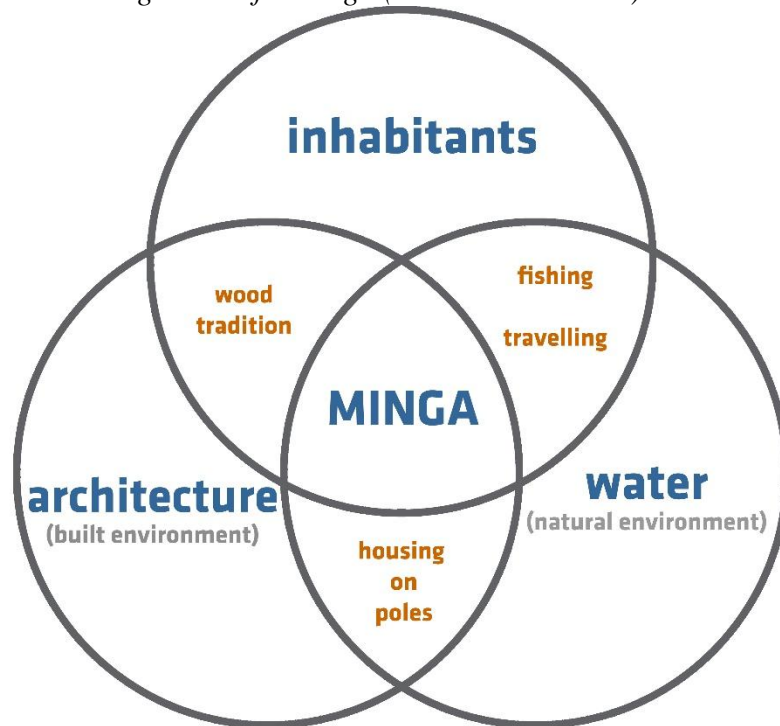 inhabitants
wood
tradition
fishing
travelling
MINGA
architecture
(built environment)
water
(natural environment)
housing
on
poles